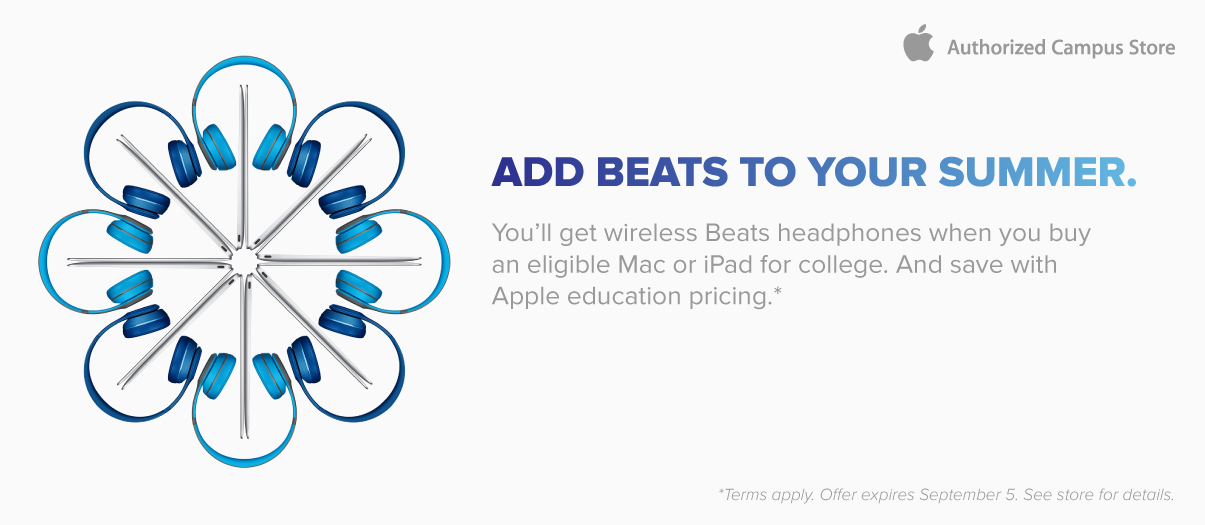 Authorized Campus Store
ADD BEATS TO YOUR SUMMER.
You’ll get wireless Beats headphones when you buy
an eligible Mac or iPad for college. And save with
Apple education pricing.*
*Terms apply. Offer expires September 5. See store for details.